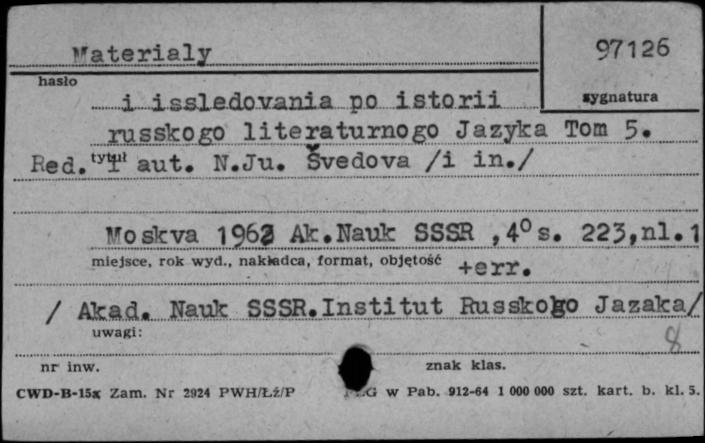 Materialy 97126
hasło sygnatura
i issledovania po istorii
russkogo literaturnogo Jazyka Tom 5.
tytuł
Red. i aut. N.Ju. Švedova /i in./
Moskva 1962 Ak.Nauk SSSR ,4° s. 223,nl.1
miejsce, rok wyd., nakładca, format, objętość +err.
/ Akad. Nauk SSSR.Institut Russkogo Jazaka/
uwagi: 8
nr inw. znak klas.
CWD-B-15x Zam. Nr 2924 PWH/Łź/P G w Pab. 912-64 1 000 000 szt. kart. b. kl. 5.